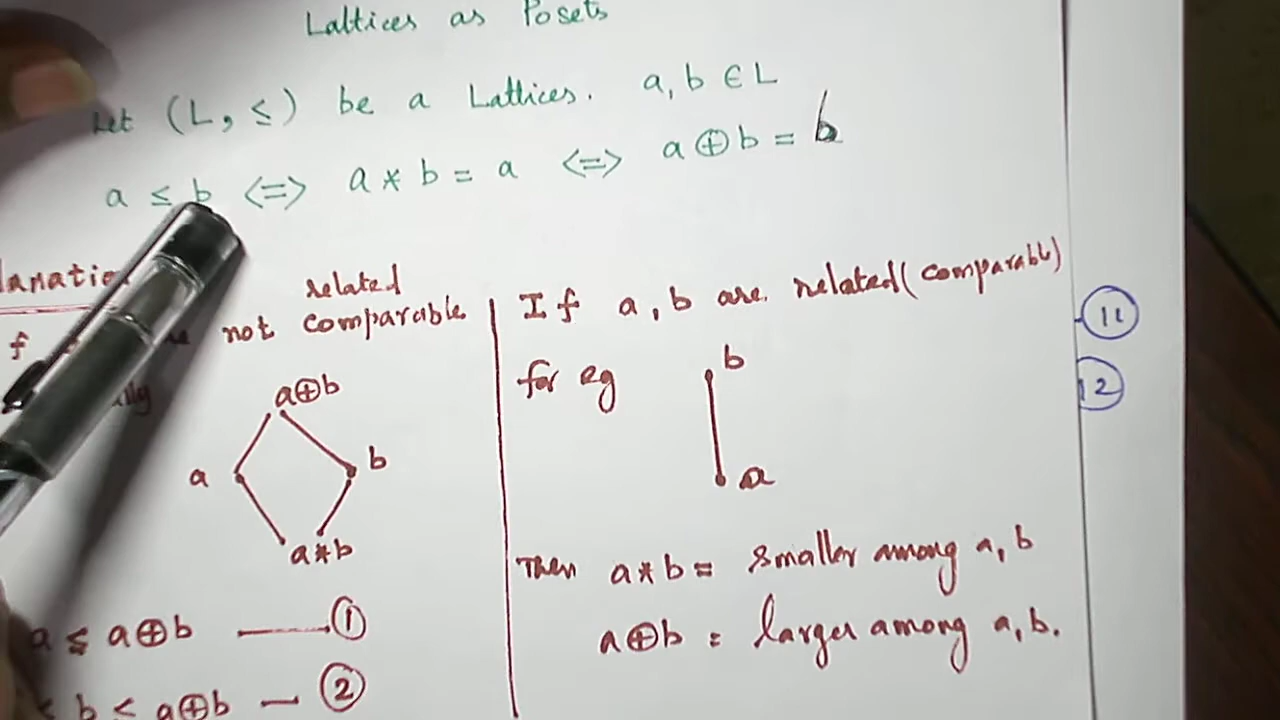 Lattices as Posets
Let (L, ≤) be a Lattices. a, b ∈ L
a ≤ b <=> a * b = a <=> a ⊕ b = b
related
not comparable
a⊕b
a
b
a*b
a ≤ a⊕b — ①
b ≤ a⊕b — ②
If a, b are related (comparable)
for eg
b
a
Then a*b = smaller among a, b
a⊕b = larger among a, b.
11
12